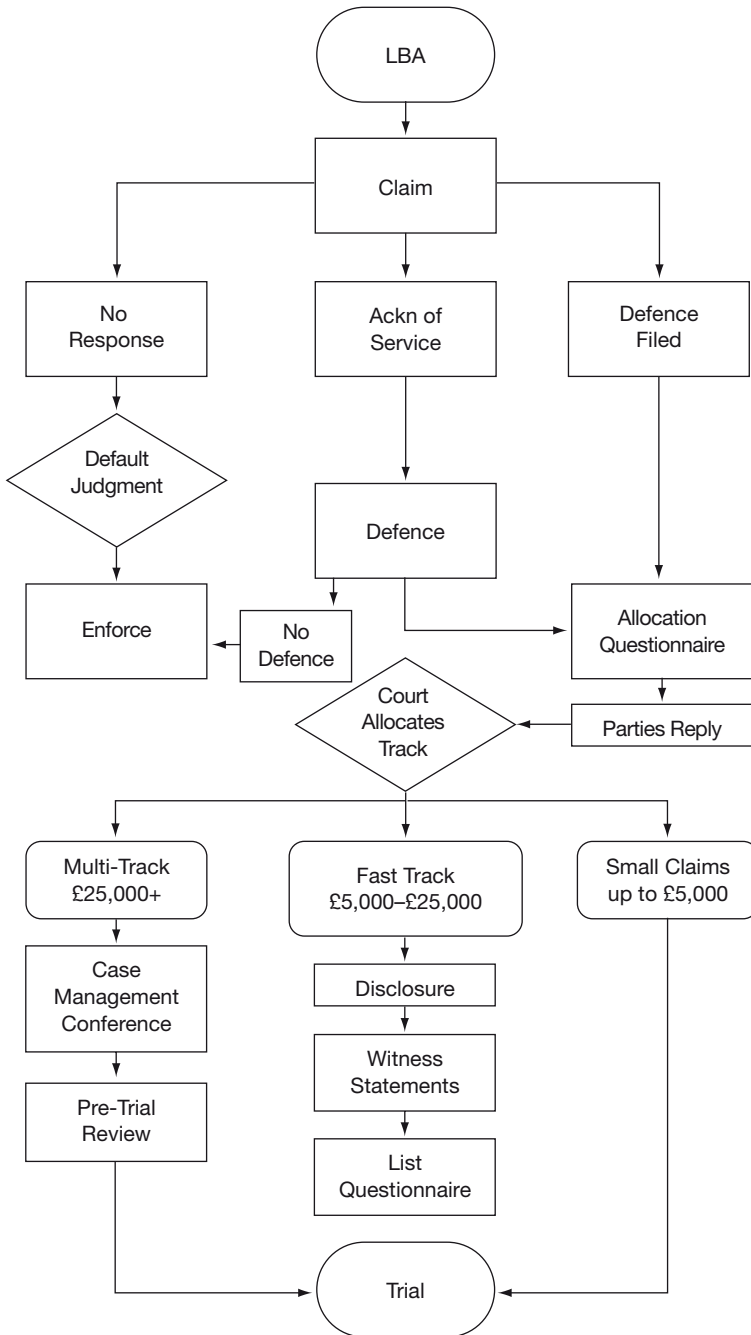 LBA
Claim
No
Response
Ackn of
Service
Defence
Filed
Default
Judgment
Defence
Enforce
No
Defence
Allocation
Questionnaire
Court
Allocates
Track
Parties Reply
Multi-Track
£25,000+
Fast Track
£5,000–£25,000
Small Claims
up to £5,000
Case
Management
Conference
Disclosure
Witness
Statements
Pre-Trial
Review
List
Questionnaire
Trial